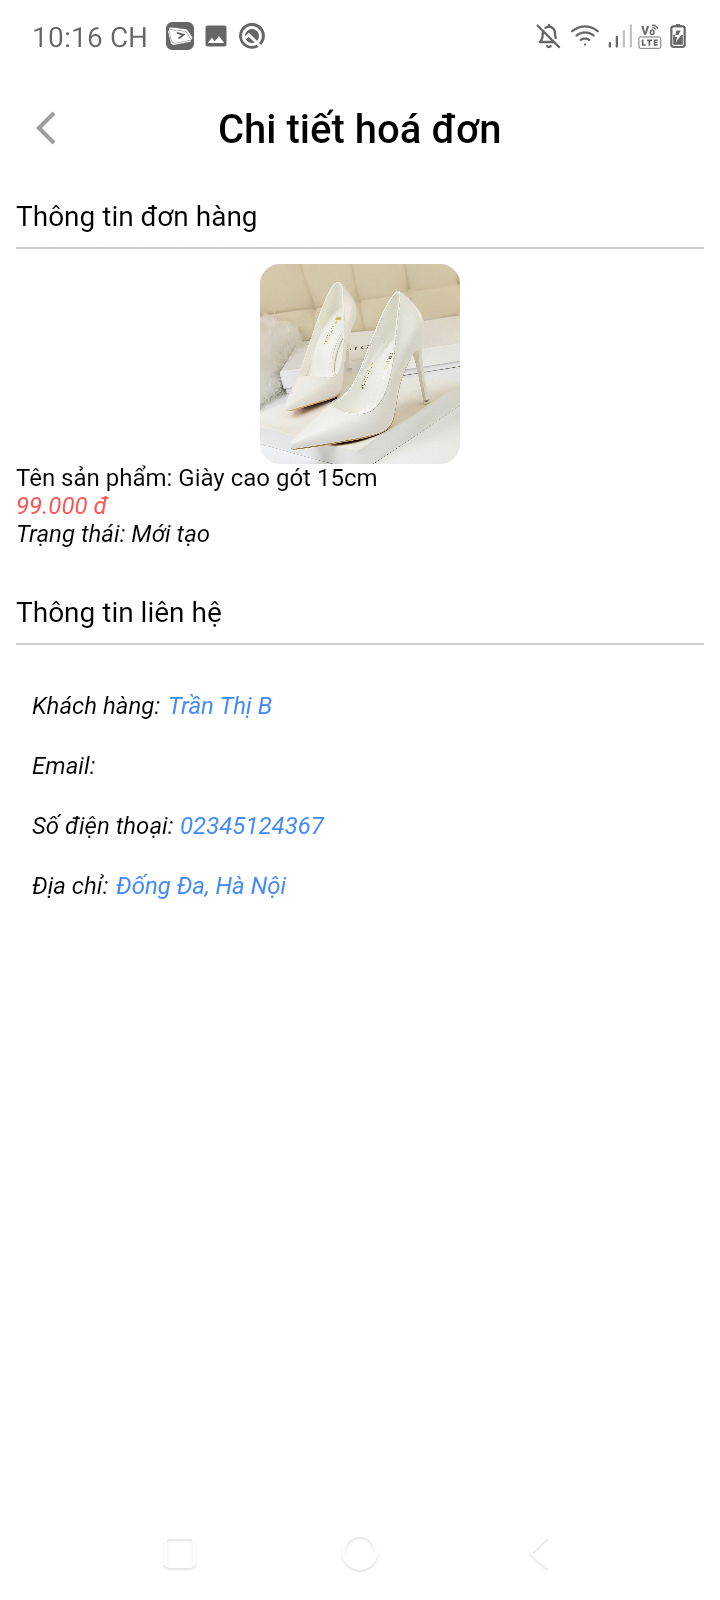 10:16 CH
Vo
LTE
Chi tiết hoá đơn
Thông tin đơn hàng
Tên sản phẩm: Giày cao gót 15cm
99.000 đ
Trạng thái: Mới tạo
Thông tin liên hệ
Khách hàng: Trần Thị B
Email:
Số điện thoại: 02345124367
Địa chỉ: Đống Đa, Hà Nội